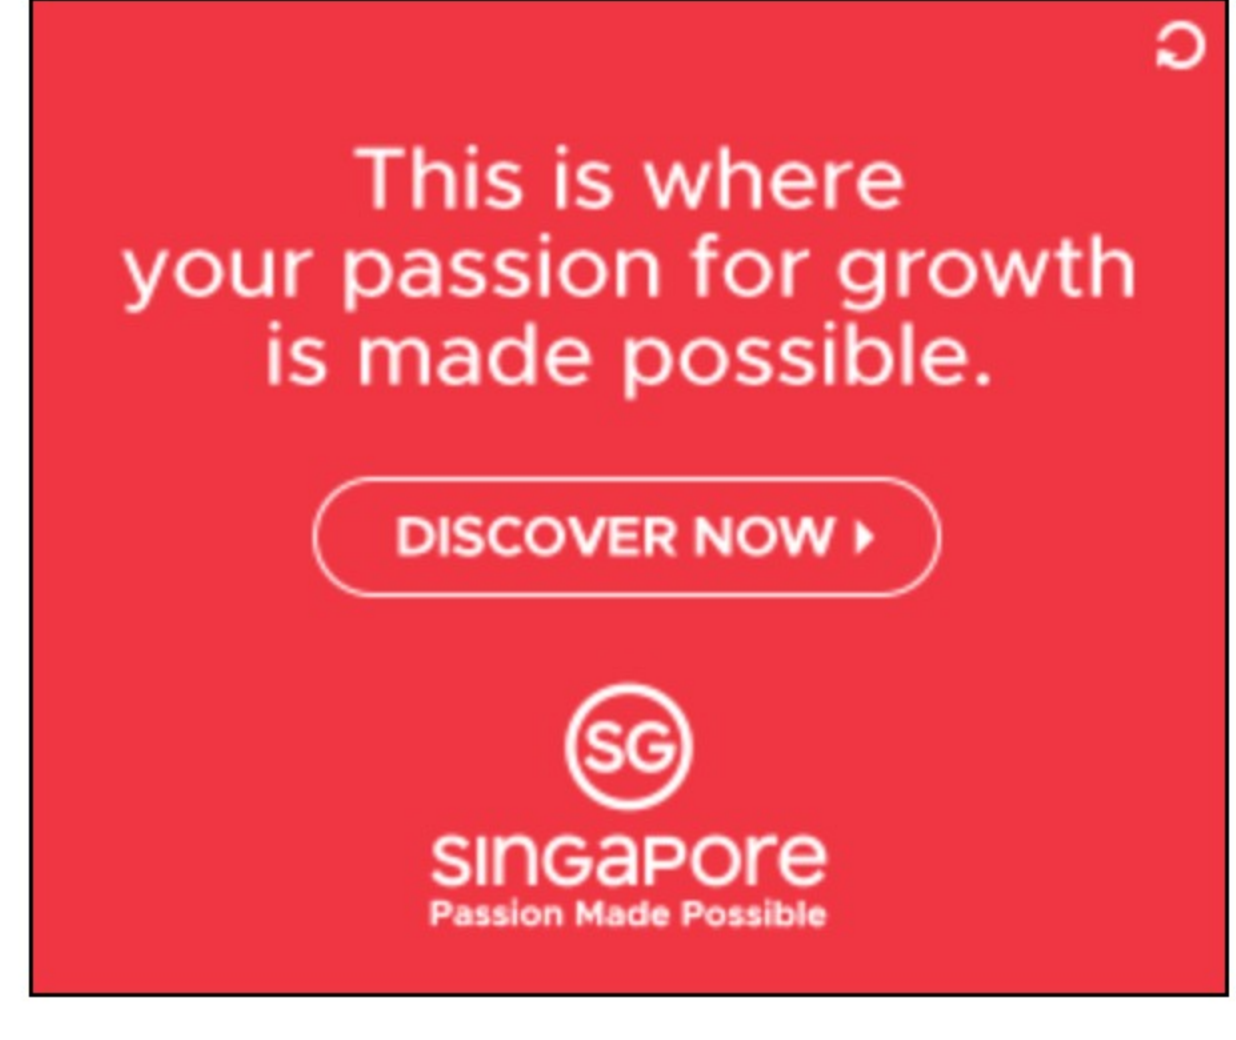 This is where
your passion for growth
is made possible.
DISCOVER NOW
SG
SINGaPore
Passion Made Possible